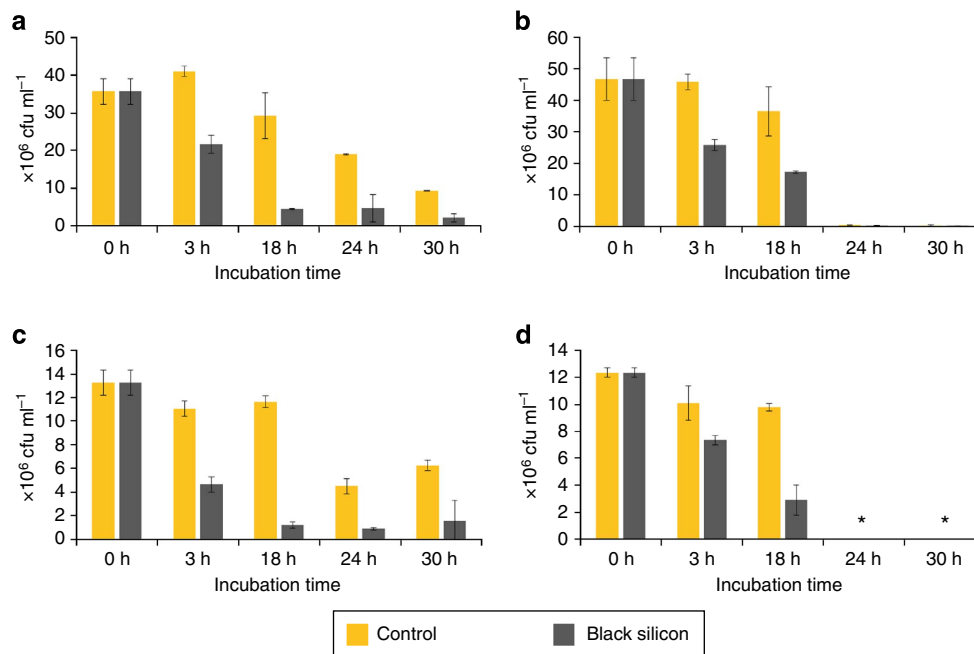 a
50
40
30
20
10
0
×10⁶ cfu ml⁻¹
0 h 3 h 18 h 24 h 30 h
Incubation time
b
60
50
40
30
20
10
0
×10⁶ cfu ml⁻¹
0 h 3 h 18 h 24 h 30 h
Incubation time
c
16
14
12
10
8
6
4
2
0
×10⁶ cfu ml⁻¹
0 h 3 h 18 h 24 h 30 h
Incubation time
d
14
12
10
8
6
4
2
0
×10⁶ cfu ml⁻¹
* *
0 h 3 h 18 h 24 h 30 h
Incubation time
Control Black silicon